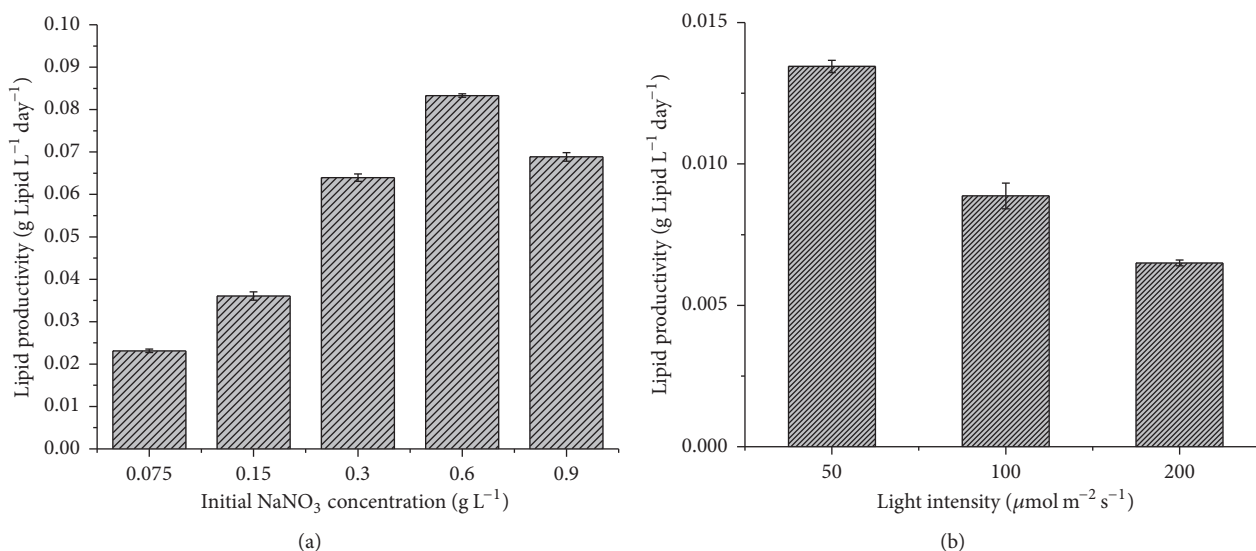 0.10
0.09
0.08
0.07
0.06
0.05
0.04
0.03
0.02
0.01
0.00
Lipid productivity (g Lipid L⁻¹ day⁻¹)
0.075 0.15 0.3 0.6 0.9
Initial NaNO₃ concentration (g L⁻¹)
(a)
0.015
0.010
0.005
0.000
Lipid productivity (g Lipid L⁻¹ day⁻¹)
50 100 200
Light intensity (μmol m⁻² s⁻¹)
(b)